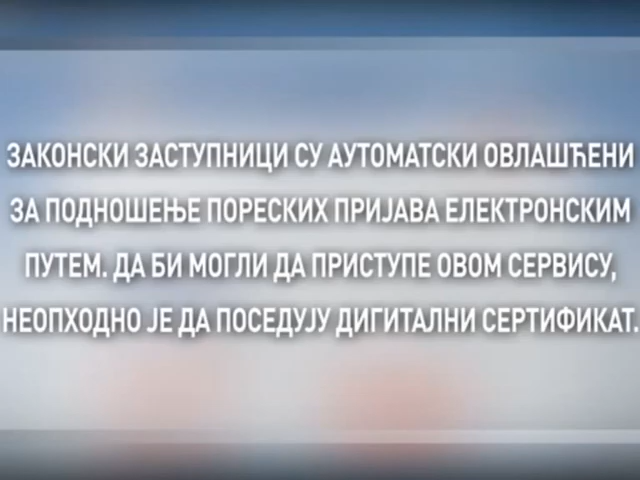 ЗАКОНСКИ ЗАСТУПНИЦИ СУ АУТОМАТСКИ ОВЛАШЋЕНИ
ЗА ПОДНОШЕЊЕ ПОРЕСКИХ ПРИЈАВА ЕЛЕКТРОНСКИМ
ПУТЕМ. ДА БИ МОГЛИ ДА ПРИСТУПЕ ОВОМ СЕРВИСУ,
НЕОПХОДНО ЈЕ ДА ПОСЕДУЈУ ДИГИТАЛНИ СЕРТИФИКАТ.